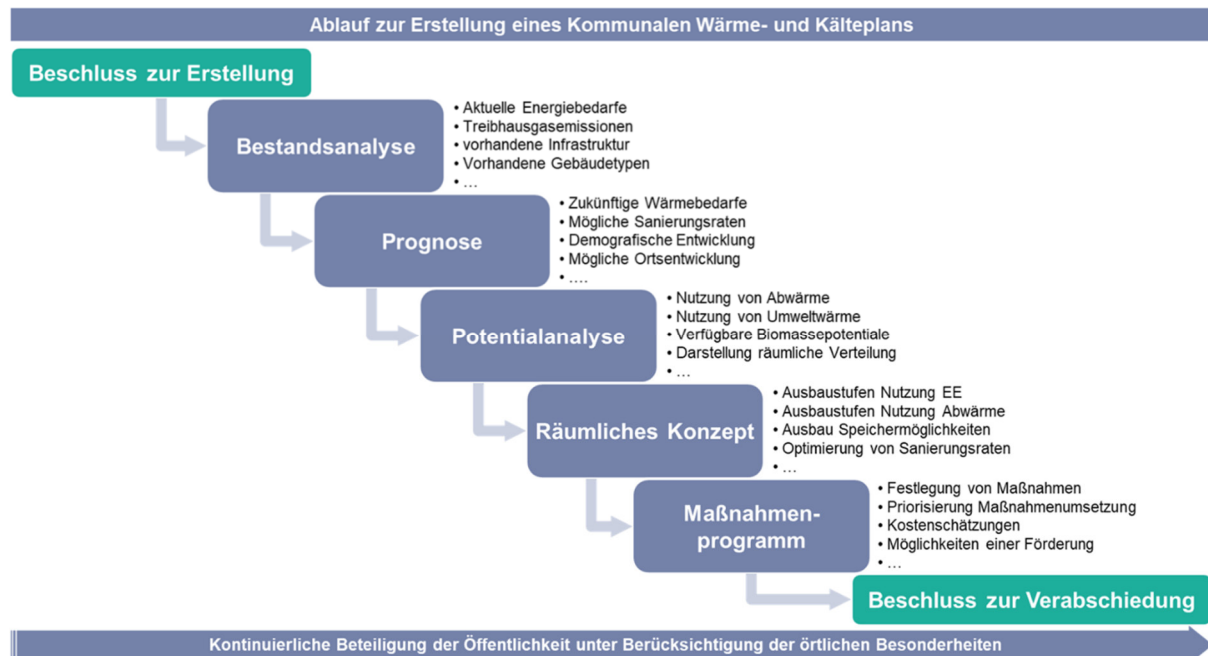 Ablauf zur Erstellung eines Kommunalen Wärme- und Kälteplans
Beschluss zur Erstellung
Bestandsanalyse
• Aktuelle Energiebedarfe
• Treibhausgasemissionen
• vorhandene Infrastruktur
• Vorhandene Gebäudetypen
• ...
Prognose
• Zukünftige Wärmebedarfe
• Mögliche Sanierungsraten
• Demografische Entwicklung
• Mögliche Ortsentwicklung
• ....
Potentialanalyse
• Nutzung von Abwärme
• Nutzung von Umweltwärme
• Verfügbare Biomassepotentiale
• Darstellung räumliche Verteilung
• ...
Räumliches Konzept
• Ausbaustufen Nutzung EE
• Ausbaustufen Nutzung Abwärme
• Ausbau Speichermöglichkeiten
• Optimierung von Sanierungsraten
• ...
Maßnahmen-
programm
• Festlegung von Maßnahmen
• Priorisierung Maßnahmenumsetzung
• Kostenschätzungen
• Möglichkeiten einer Förderung
• ...
Beschluss zur Verabschiedung
Kontinuierliche Beteiligung der Öffentlichkeit unter Berücksichtigung der örtlichen Besonderheiten